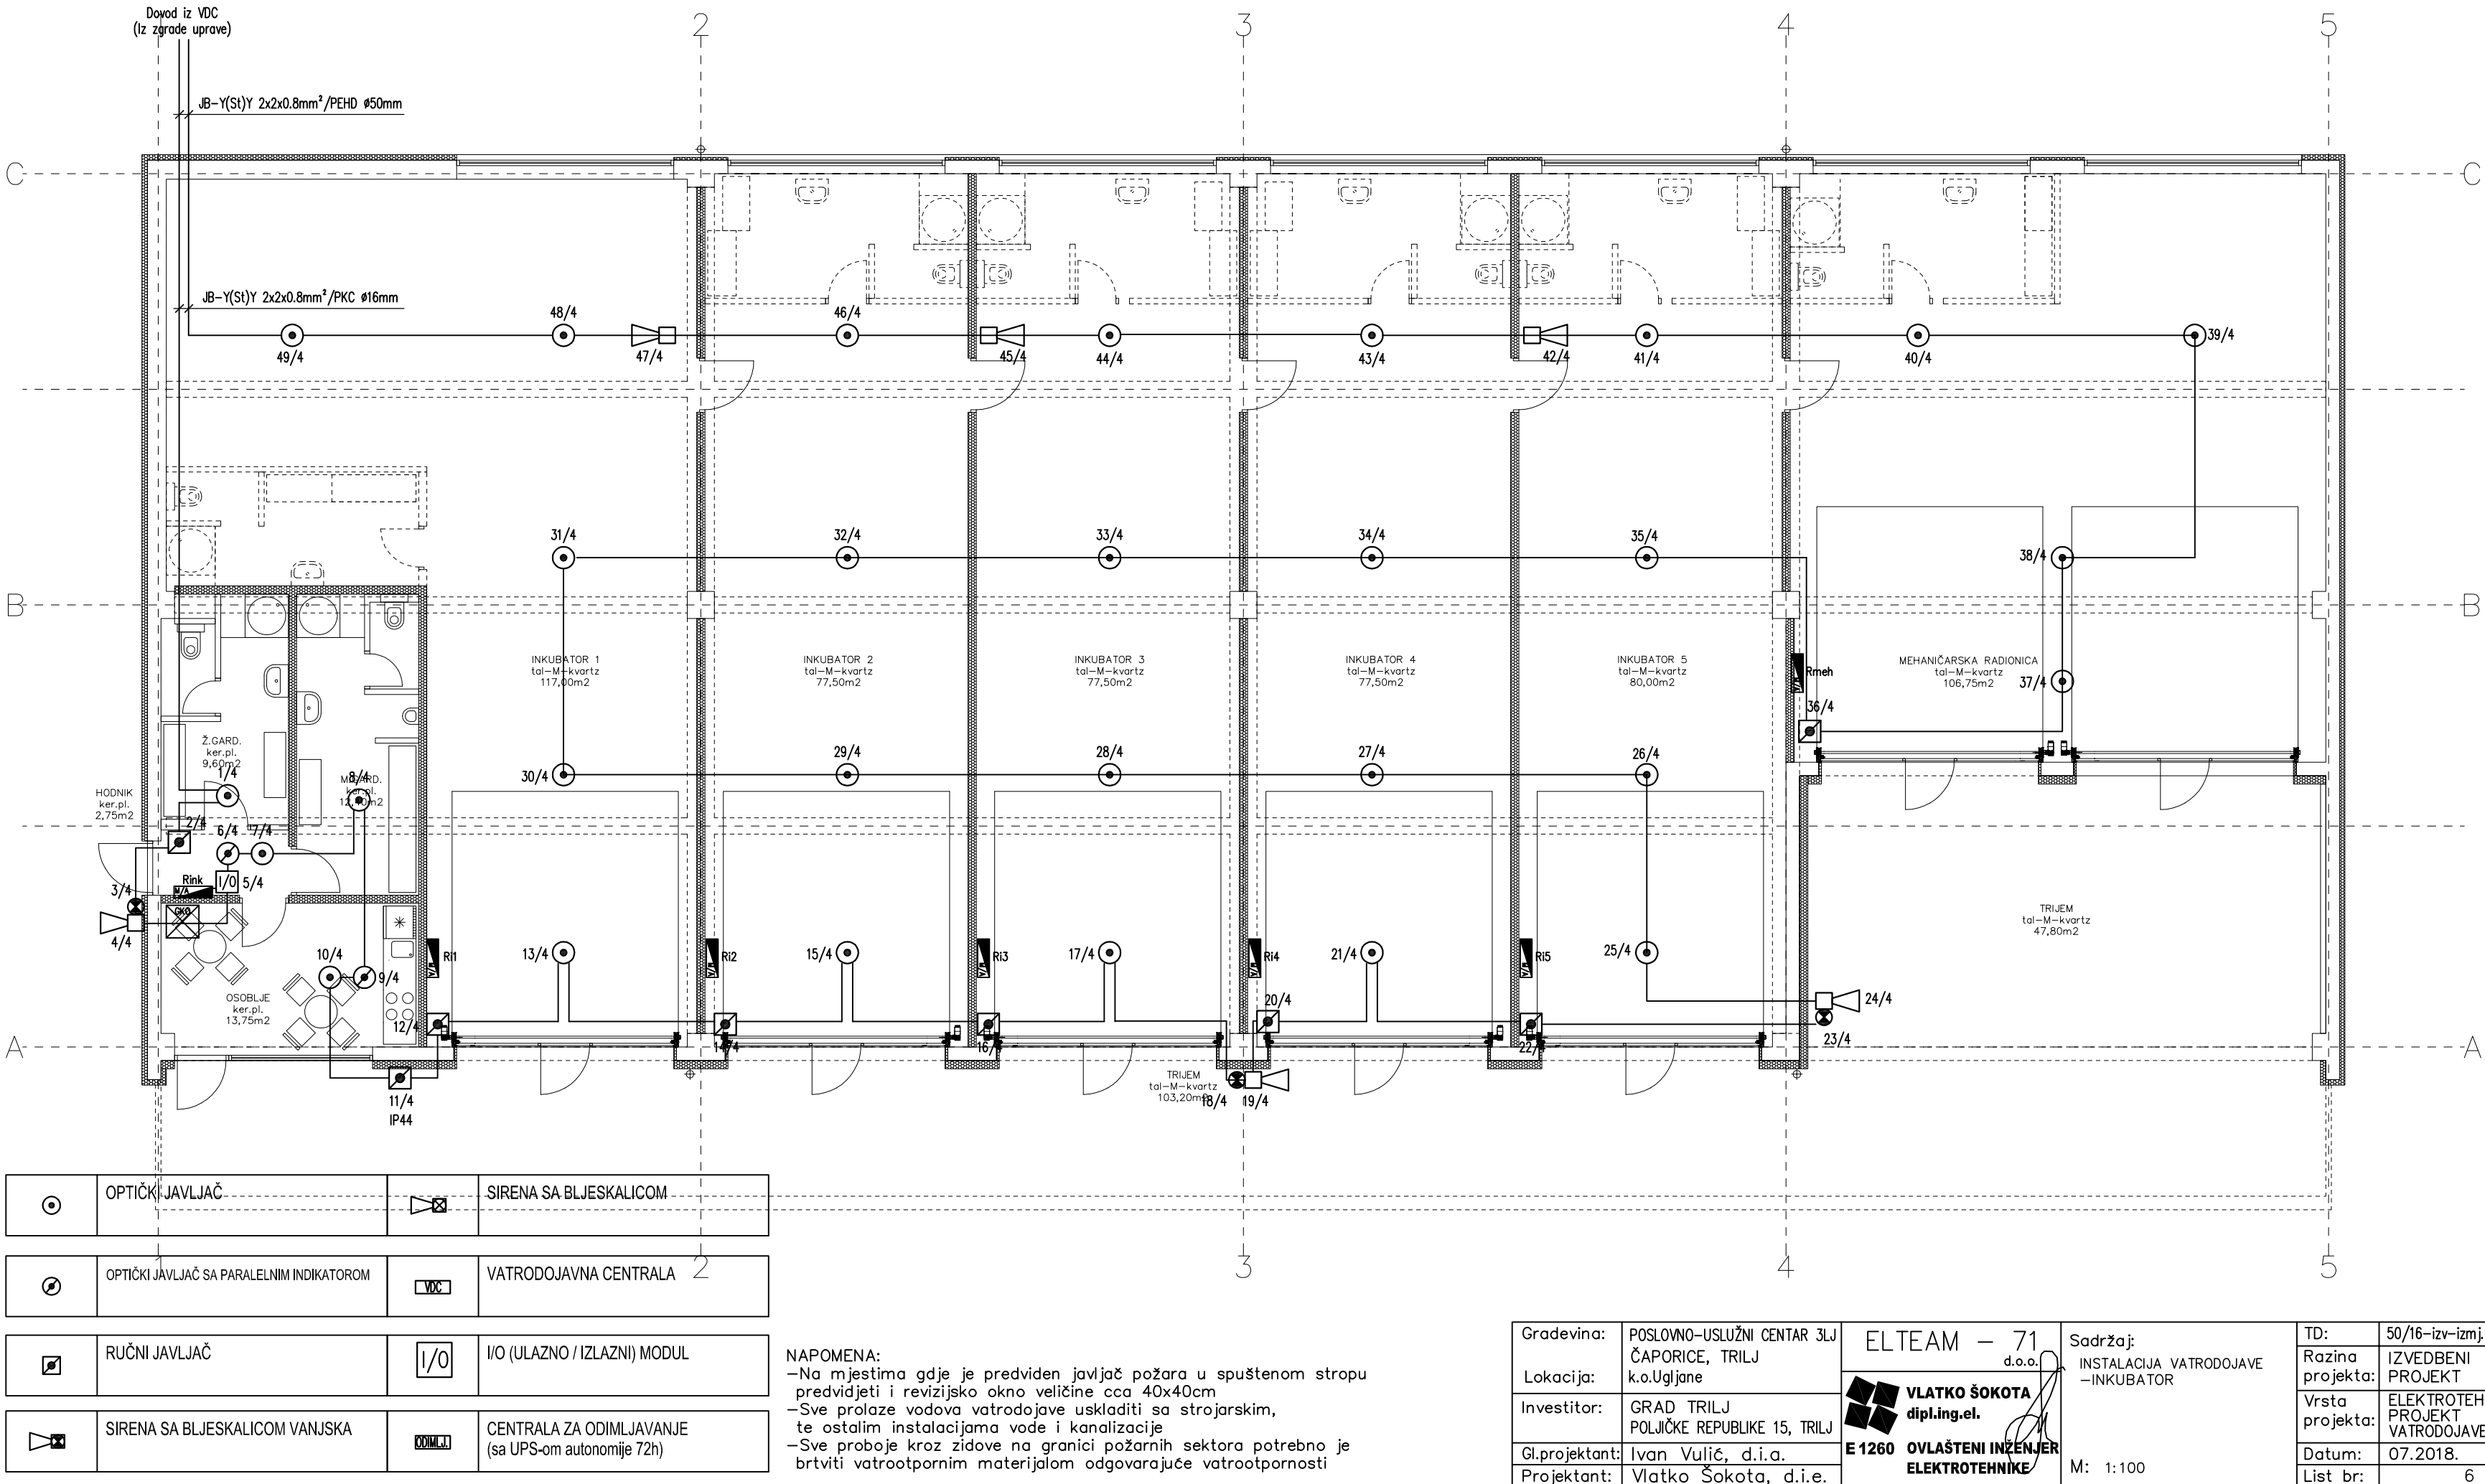 Dovod iz VDC
(Iz zgrade uprave)
1
2
3
4
5
JB-Y(St)Y 2x2x0.8mm²/PEHD ø50mm
C
C
JB-Y(St)Y 2x2x0.8mm²/PKC ø16mm
49/4
48/4
47/4
46/4
45/4
44/4
43/4
42/4
41/4
40/4
39/4
31/4
32/4
33/4
34/4
35/4
38/4
B
B
INKUBATOR 1
tal-M-kvartz
117,00m2
INKUBATOR 2
tal-M-kvartz
77,50m2
INKUBATOR 3
tal-M-kvartz
77,50m2
INKUBATOR 4
tal-M-kvartz
77,50m2
INKUBATOR 5
tal-M-kvartz
80,00m2
Rmeh
MEHANIČARSKA RADIONICA
tal-M-kvartz
106,75m2
37/4
36/4
Ž.GARD.
ker.pl.
9,60m2
1/4
8/4
ker.pl.
HODNIK
ker.pl.
2,75m2
30/4
29/4
28/4
27/4
26/4
2/4
6/4
7/4
Rink
M/A
I/O
5/4
3/4
4/4
GKO
10/4
9/4
OSOBLJE
ker.pl.
13,75m2
12/4
Ri1
13/4
Ri2
15/4
Ri3
17/4
Ri4
21/4
Ri5
25/4
20/4
24/4
23/4
TRIJEM
tal-M-kvartz
47,80m2
A
A
14/4
16/4
22/4
11/4
IP44
TRIJEM
tal-M-kvartz
103,20m2
18/4
19/4
1
2
3
4
5
OPTIČKI JAVLJAČ
SIRENA SA BLJESKALICOM
OPTIČKI JAVLJAČ SA PARALELNIM INDIKATOROM
VDC
VATRODOJAVNA CENTRALA
RUČNI JAVLJAČ
I/O
I/O (ULAZNO / IZLAZNI) MODUL
SIRENA SA BLJESKALICOM VANJSKA
ODIMLJ.
CENTRALA ZA ODIMLJAVANJE
(sa UPS-om autonomije 72h)
NAPOMENA:
-Na mjestima gdje je predviden javljač požara u spuštenom stropu
predvidjeti i revizijsko okno veličine cca 40x40cm
-Sve prolaze vodova vatrodojave uskladiti sa strojarskim,
te ostalim instalacijama vode i kanalizacije
-Sve proboje kroz zidove na granici požarnih sektora potrebno je
brtviti vatrootpornim materijalom odgovarajuće vatrootpornosti
Gradevina:
POSLOVNO-USLUŽNI CENTAR 3LJ
ČAPORICE, TRILJ
Lokacija:
k.o.Ugljane
Investitor:
GRAD TRILJ
POLJIČKE REPUBLIKE 15, TRILJ
Gl.projektant:
Ivan Vulić, d.i.a.
Projektant:
Vlatko Šokota, d.i.e.
ELTEAM - 71
d.o.o.
VLATKO ŠOKOTA
dipl.ing.el.
E 1260 OVLAŠTENI INŽENJER
ELEKTROTEHNIKE
Sadržaj:
INSTALACIJA VATRODOJAVE
-INKUBATOR
M: 1:100
TD:
50/16-izv-izmj.
Razina
projekta:
IZVEDBENI
PROJEKT
Vrsta
projekta:
ELEKTROTEH
PROJEKT
VATRODOJAVE
Datum:
07.2018.
List br:
6